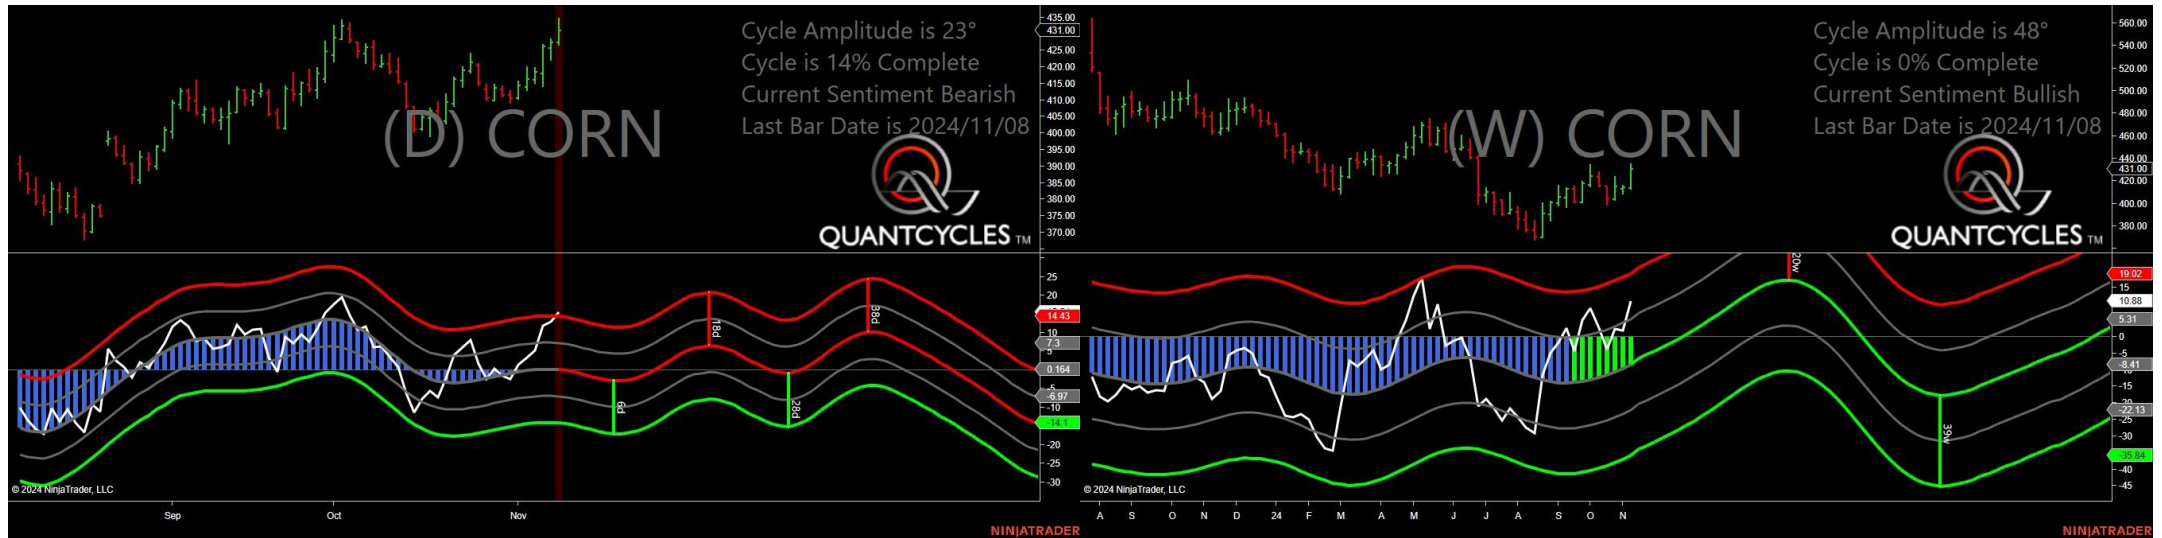 Cycle Amplitude is 23°
Cycle is 14% Complete
Current Sentiment Bearish
Last Bar Date is 2024/11/08
(D) CORN
QUANTCYCLES TM
435.00
431.00
425.00
420.00
415.00
410.00
405.00
400.00
395.00
390.00
385.00
380.00
375.00
370.00
25
20
14.43
10
7.3
5
0.164
-5
-6.97
-10
-14.1
-20
-25
-30
6d
18d
28d
38d
© 2024 NinjaTrader, LLC
Sep Oct Nov
NINJATRADER
Cycle Amplitude is 48°
Cycle is 0% Complete
Current Sentiment Bullish
Last Bar Date is 2024/11/08
(W) CORN
QUANTCYCLES TM
560.00
540.00
520.00
500.00
480.00
460.00
440.00
431.00
420.00
400.00
380.00
19.02
15
10.88
5.31
0
-5
-8.41
-10
-15
-20
-22.13
-25
-30
-35.84
-40
-45
20w
39w
© 2024 NinjaTrader, LLC
A S O N D 24 F M A M J J A S O N
NINJATRADER